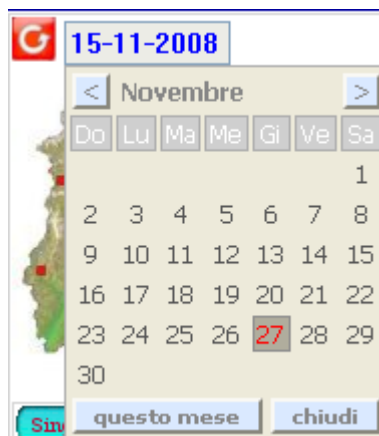 15-11-2008
< Novembre >
Do Lu Ma Me Gi Ve Sa
1
2 3 4 5 6 7 8
9 10 11 12 13 14 15
16 17 18 19 20 21 22
23 24 25 26 27 28 29
30
questo mese chiudi